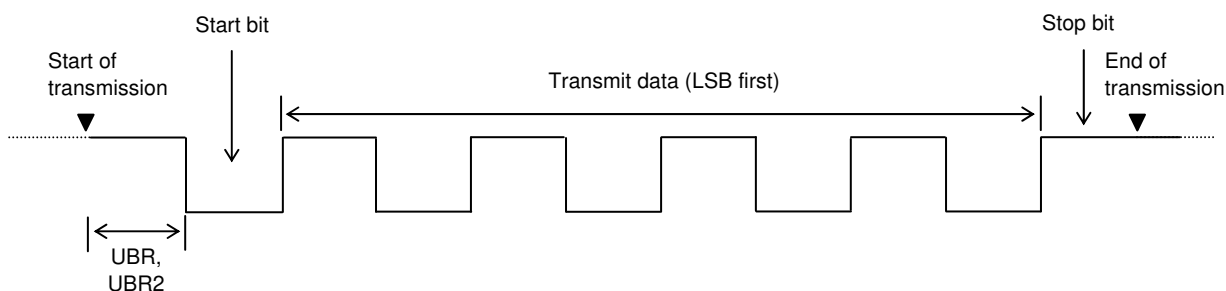 Start bit
Stop bit
Start of
transmission
Transmit data (LSB first)
End of
transmission
UBR,
UBR2